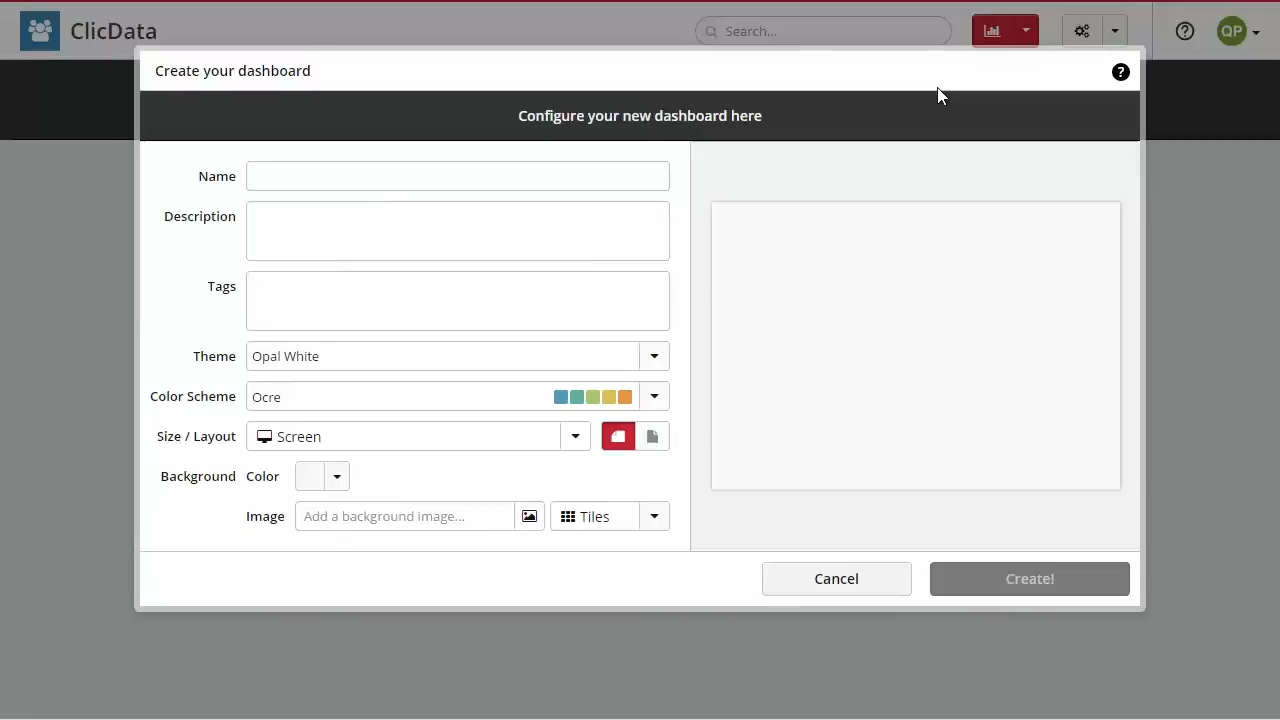 ClicData
Search...
QP
Create your dashboard
?
Configure your new dashboard here
Name
Description
Tags
Theme
Opal White
Color Scheme
Ocre
Size / Layout
Screen
Background
Color
Image
Add a background image...
Tiles
Cancel
Create!